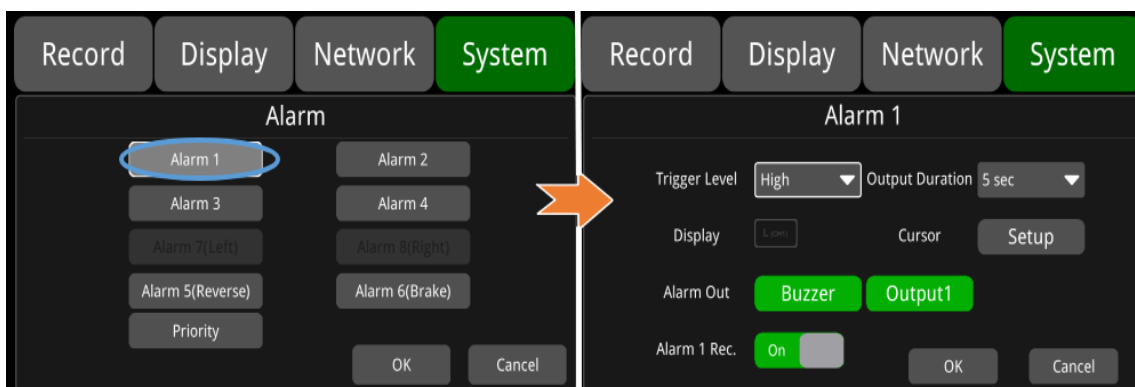 Record Display Network System
Alarm
Alarm 1 Alarm 2
Alarm 3 Alarm 4
Alarm 7(Left) Alarm 8(Right)
Alarm 5(Reverse) Alarm 6(Brake)
Priority
OK Cancel
Record Display Network System
Alarm 1
Trigger Level High Output Duration 5 sec
Display L Cursor Setup
Alarm Out Buzzer Output1
Alarm 1 Rec. On
OK Cancel